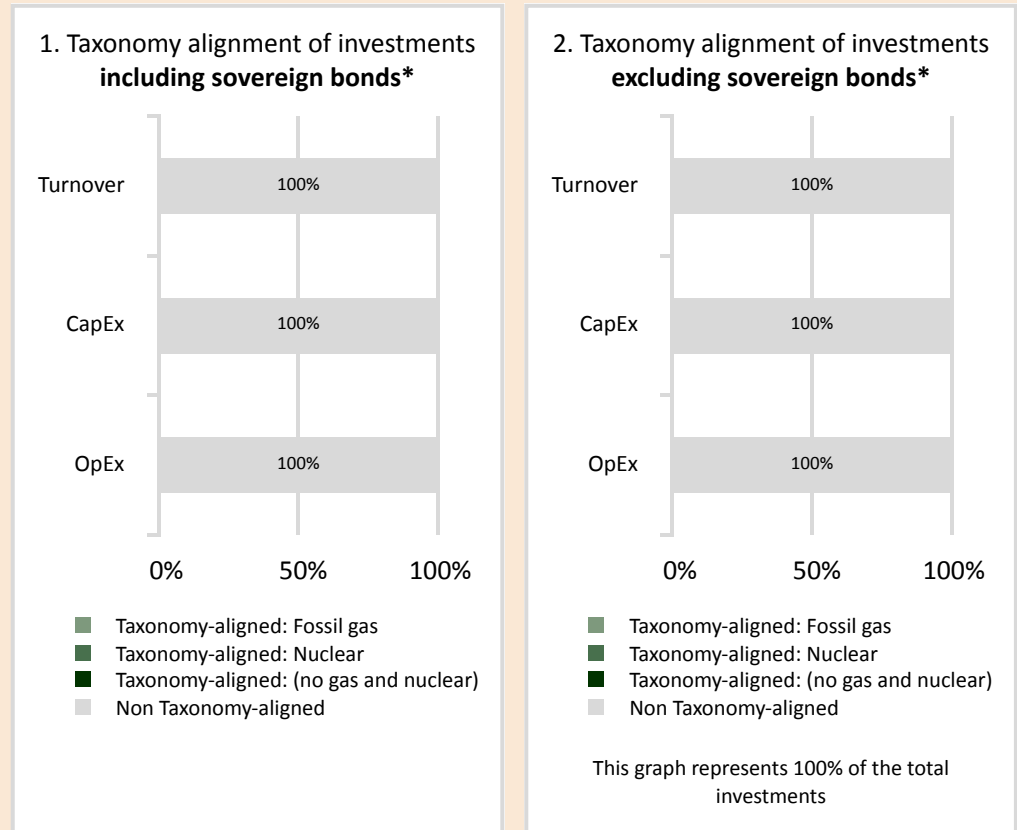 1. Taxonomy alignment of investments
including sovereign bonds*
Turnover
100%
CapEx
100%
OpEx
100%
0% 50% 100%
Taxonomy-aligned: Fossil gas
Taxonomy-aligned: Nuclear
Taxonomy-aligned: (no gas and nuclear)
Non Taxonomy-aligned
2. Taxonomy alignment of investments
excluding sovereign bonds*
Turnover
100%
CapEx
100%
OpEx
100%
0% 50% 100%
Taxonomy-aligned: Fossil gas
Taxonomy-aligned: Nuclear
Taxonomy-aligned: (no gas and nuclear)
Non Taxonomy-aligned
This graph represents 100% of the total
investments